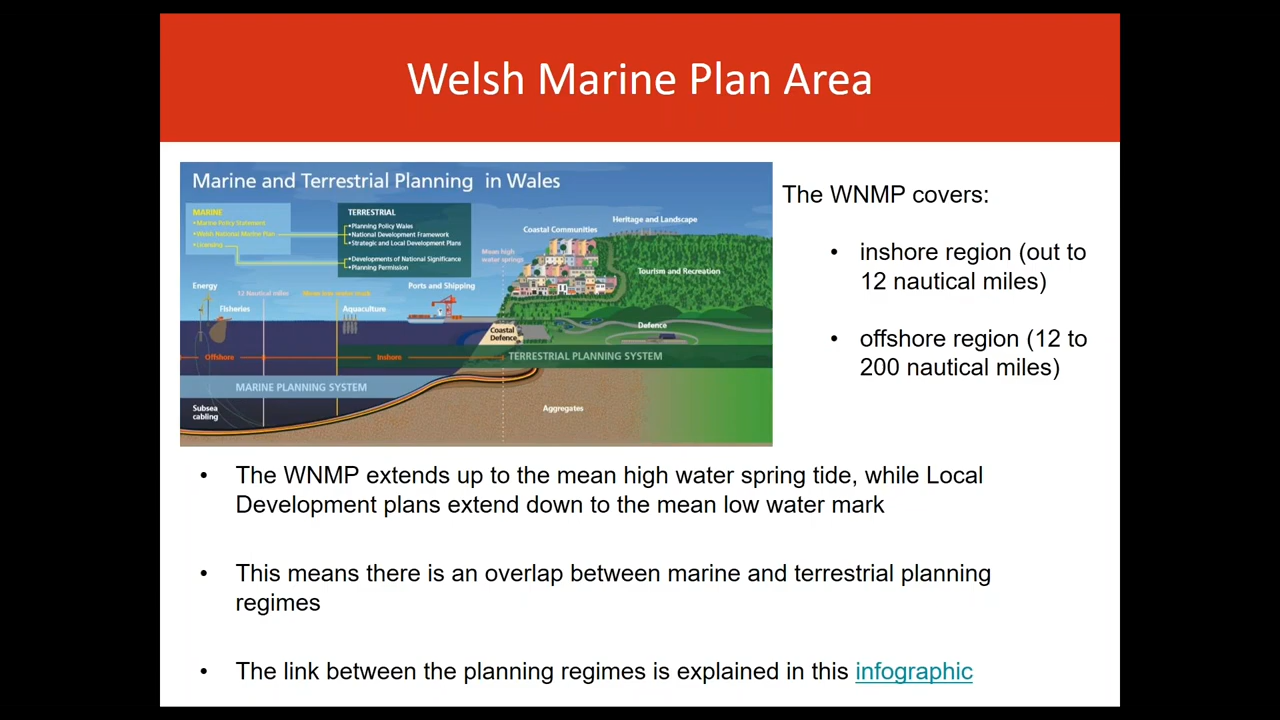 Welsh Marine Plan Area
Marine and Terrestrial Planning in Wales
MARINE
•Marine Policy Statement
•Welsh National Marine Plan
•Licensing
TERRESTRIAL
•Planning Policy Wales
•National Development Framework
•Strategic and Local Development Plans
•Developments of National Significance
•Planning Permission
Heritage and Landscape
Coastal Communities
Mean high
water springs
Tourism and Recreation
Energy
12 Nautical miles
Ports and Shipping
Fisheries
Aquaculture
Coastal
Defence
Defence
Offshore
Inshore
TERRESTRIAL PLANNING SYSTEM
MARINE PLANNING SYSTEM
Subsea
cabling
Aggregates
The WNMP covers:
• inshore region (out to
12 nautical miles)
• offshore region (12 to
200 nautical miles)
• The WNMP extends up to the mean high water spring tide, while Local
Development plans extend down to the mean low water mark
• This means there is an overlap between marine and terrestrial planning
regimes
• The link between the planning regimes is explained in this infographic